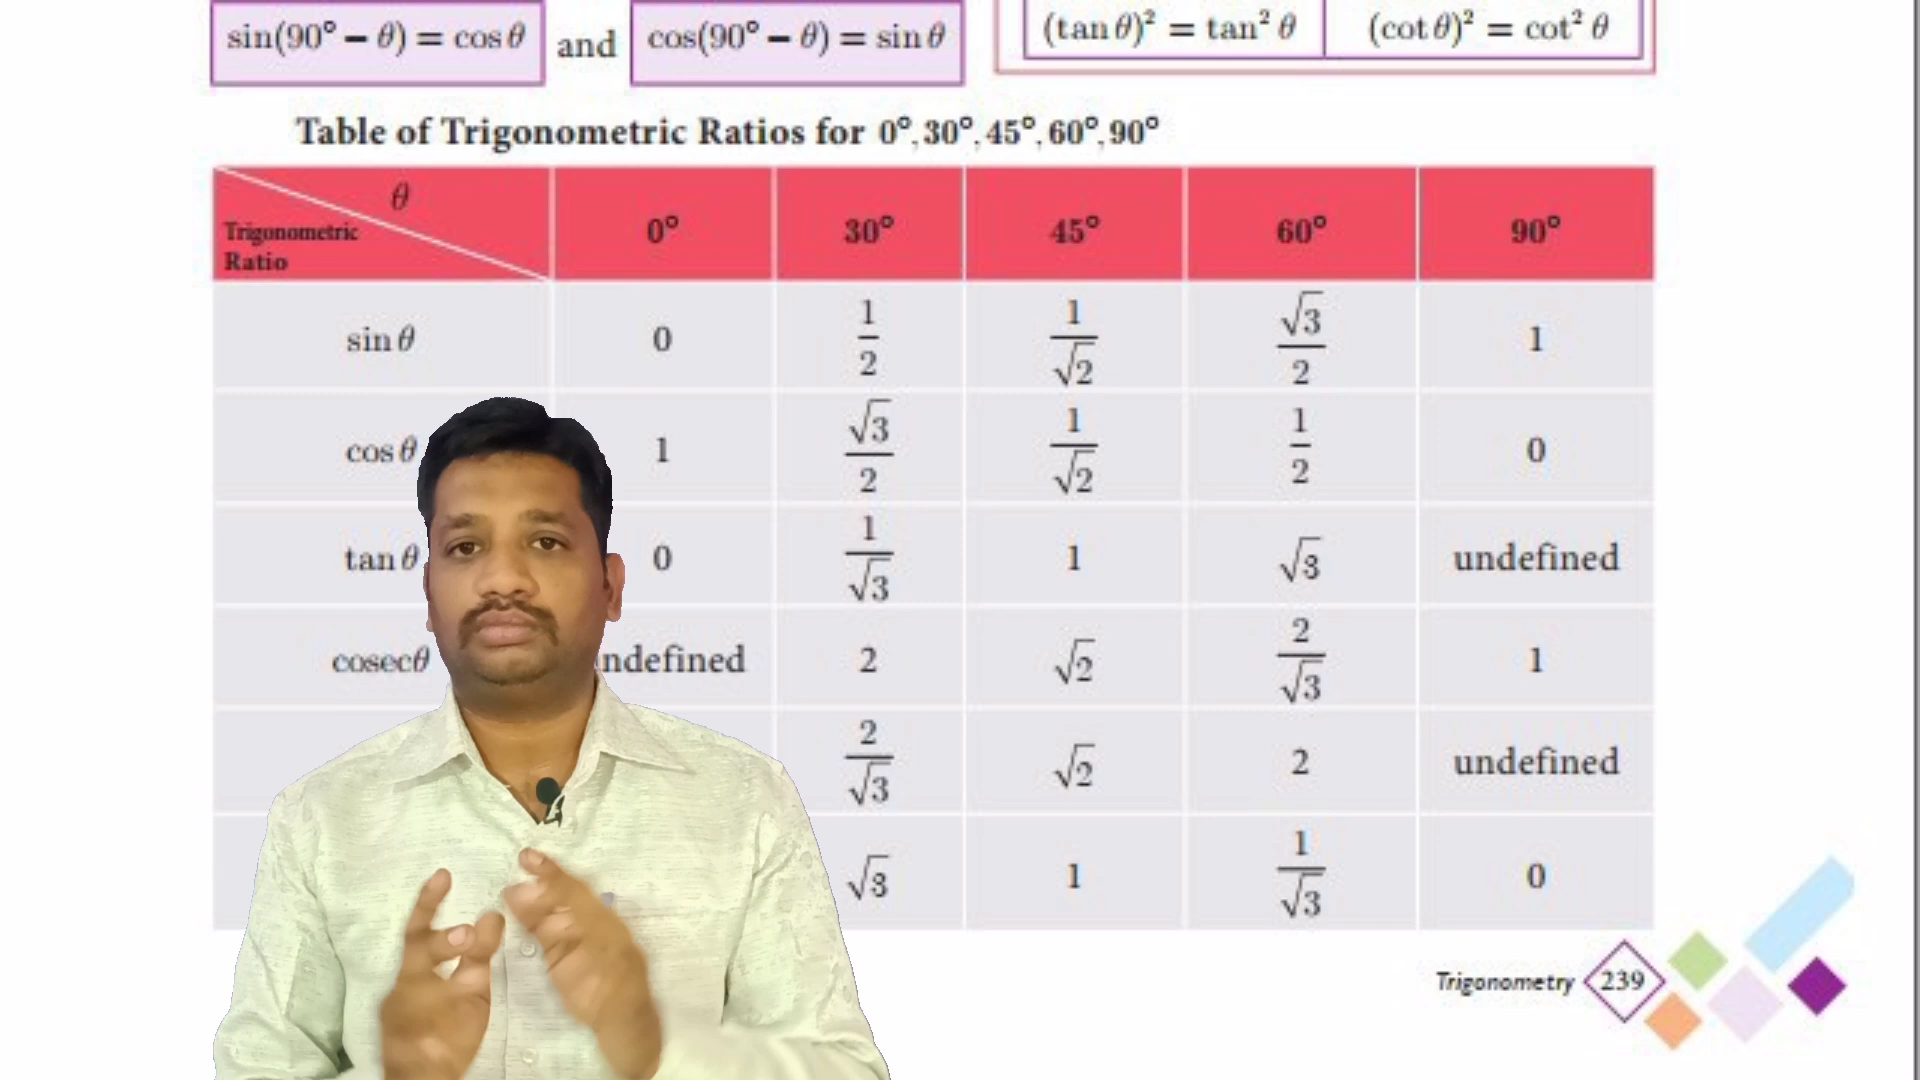 sin(90° − θ) = cos θ and cos(90° − θ) = sin θ
(tan θ)² = tan² θ (cot θ)² = cot² θ
Table of Trigonometric Ratios for 0°, 30°, 45°, 60°, 90°
θ
Trigonometric
Ratio
0° 30° 45° 60° 90°
sin θ 0 1/2 1/√2 √3/2 1
cos θ 1 √3/2 1/√2 1/2 0
tan θ 0 1/√3 1 √3 undefined
cosecθ ndefined 2 √2 2/√3 1
2/√3 √2 2 undefined
√3 1 1/√3 0
Trigonometry 239